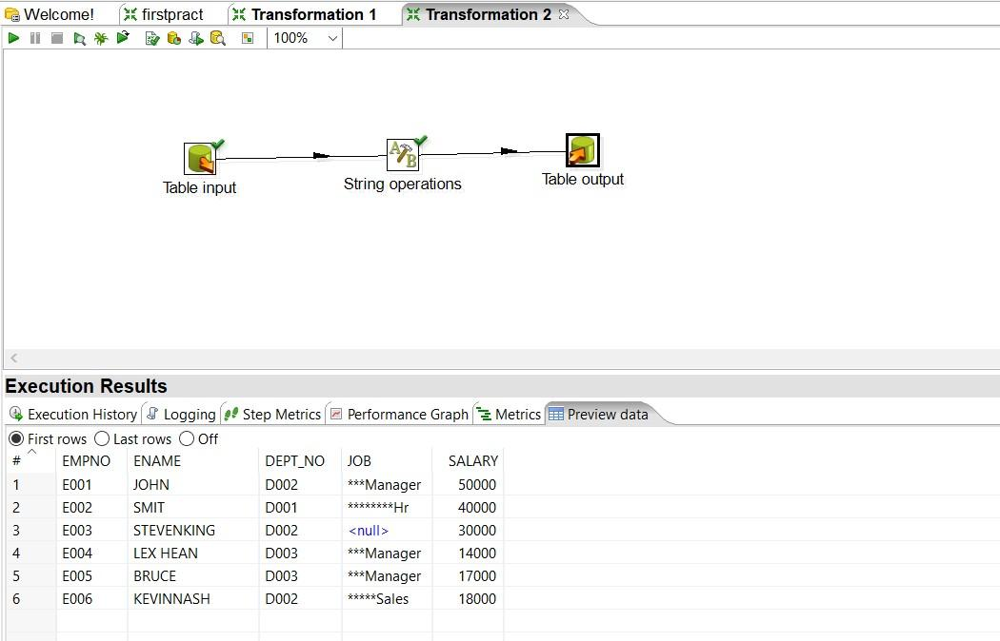 Welcome! firstpract Transformation 1 Transformation 2
100%
Table input String operations Table output
Execution Results
Execution History Logging Step Metrics Performance Graph Metrics Preview data
First rows Last rows Off
# EMPNO ENAME DEPT_NO JOB SALARY
1 E001 JOHN D002 ***Manager 50000
2 E002 SMIT D001 ********Hr 40000
3 E003 STEVENKING D002 <null> 30000
4 E004 LEX HEAN D003 ***Manager 14000
5 E005 BRUCE D003 ***Manager 17000
6 E006 KEVINNASH D002 *****Sales 18000